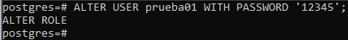 postgres=# ALTER USER prueba01 WITH PASSWORD '12345';
ALTER ROLE
postgres=#